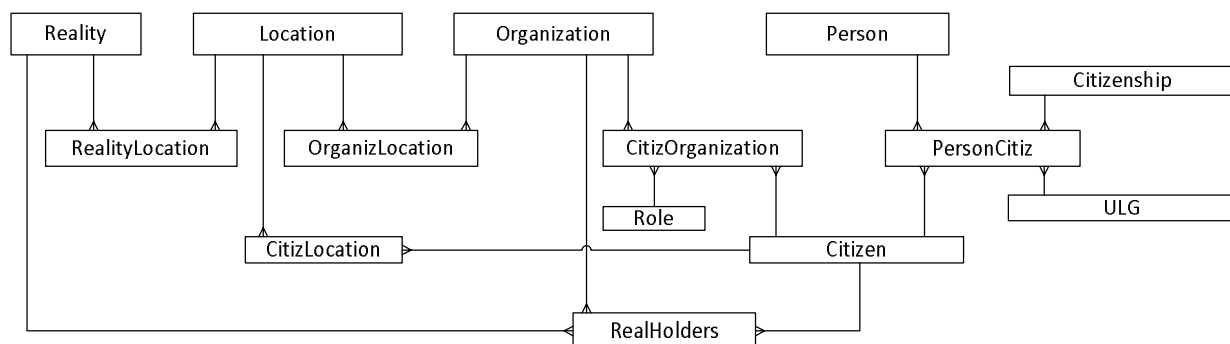 Reality
Location
Organization
Person
Citizenship
RealityLocation
OrganizLocation
CitizOrganization
PersonCitiz
Role
ULG
CitizLocation
Citizen
RealHolders